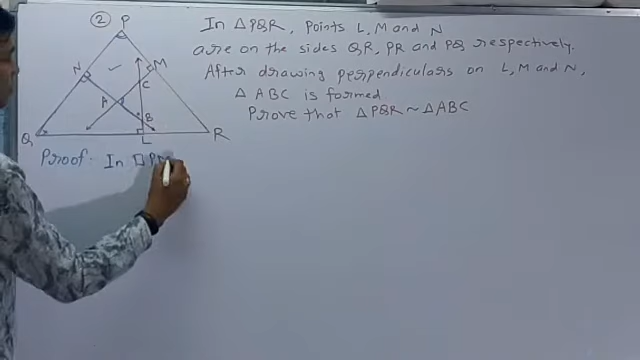 ② In △PQR, Points L, M and N
are on the sides QR, PR and PQ respectively.
After drawing perpendiculars on L, M and N,
△ABC is formed
Prove that △PQR ~ △ABC
P
N
M
C
A
B
Q
L
R
Proof: In □P